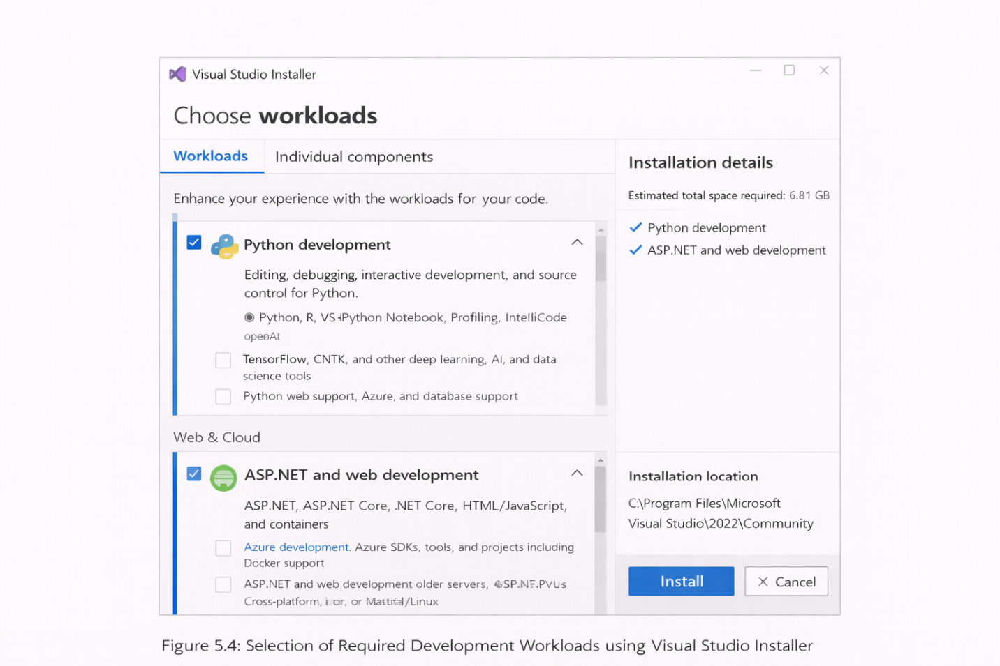 Visual Studio Installer
Choose workloads
Workloads
Individual components
Enhance your experience with the workloads for your code.
Python development
Editing, debugging, interactive development, and source
control for Python.
Python, R, VS Python Notebook, Profiling, IntelliCode
openAt
TensorFlow, CNTK, and other deep learning, AI, and data
science tools
Python web support, Azure, and database support
Web & Cloud
ASP.NET and web development
ASP.NET, ASP.NET Core, .NET Core, HTML/JavaScript,
and containers
Azure development. Azure SDKs, tools, and projects including
Docker support
ASP.NET and web development older servers,
Cross-platform, or /Linux
Installation details
Estimated total space required: 6.81 GB
Python development
ASP.NET and web development
Installation location
C:\Program Files\Microsoft
Visual Studio\2022\Community
Install
Cancel
Figure 5.4: Selection of Required Development Workloads using Visual Studio Installer